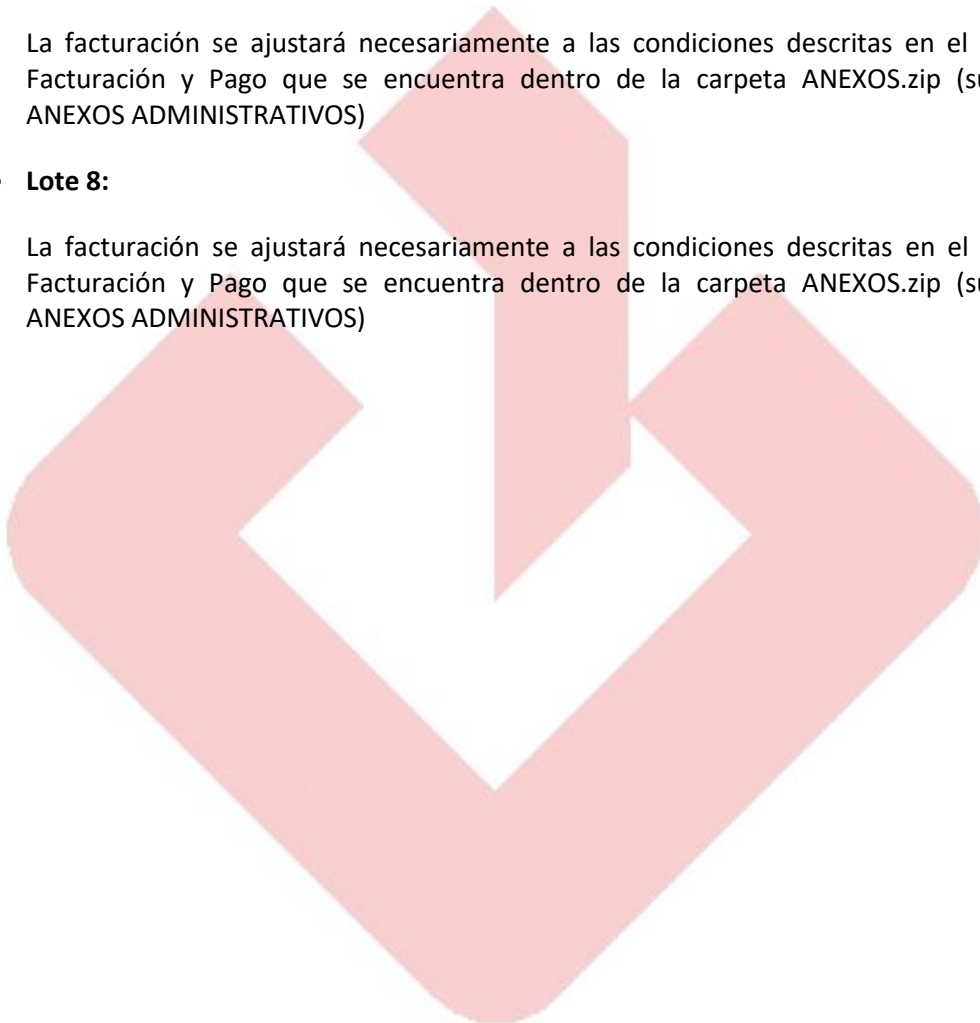 La facturación se ajustará necesariamente a las condiciones descritas en el
Facturación y Pago que se encuentra dentro de la carpeta ANEXOS.zip
ANEXOS ADMINISTRATIVOS)
• Lote 8:
La facturación se ajustará necesariamente a las condiciones descritas en el
Facturación y Pago que se encuentra dentro de la carpeta ANEXOS.zip
ANEXOS ADMINISTRATIVOS)